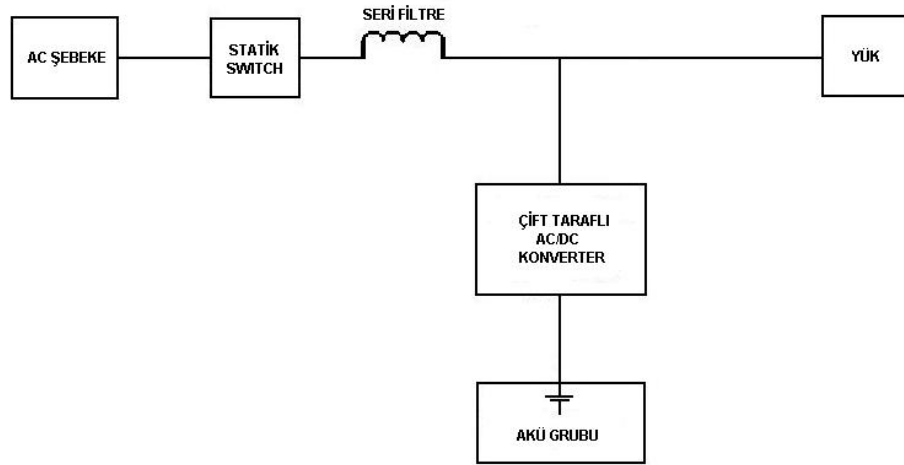 SERİ FİLTRE
AC ŞEBEKE
STATİK
SWITCH
YÜK
ÇİFT TARAFLI
AC/DC
KONVERTER
AKÜ GRUBU